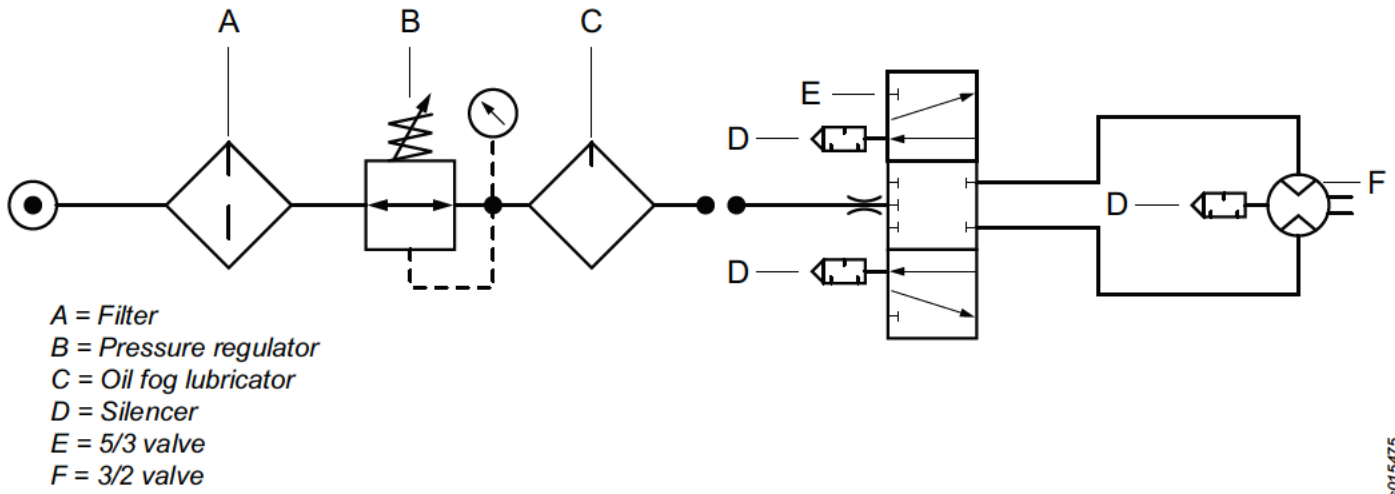 A B C
E
D
F
D
D
A = Filter
B = Pressure regulator
C = Oil fog lubricator
D = Silencer
E = 5/3 valve
F = 3/2 valve